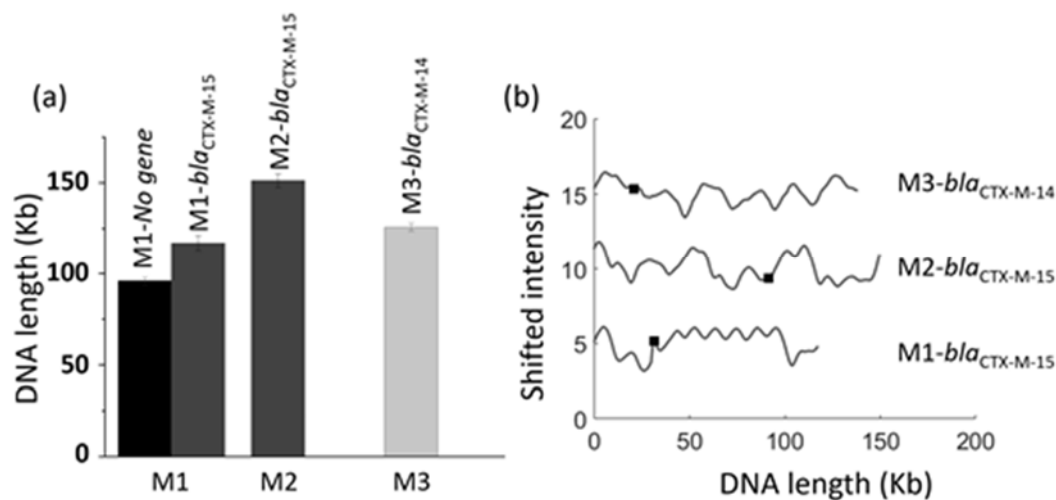 (a)
M1-No gene
M1-blaCTX-M-15
M2-blaCTX-M-15
M3-blaCTX-M-14
DNA length (Kb)
150
100
50
0
M1
M2
M3
(b)
Shifted intensity
20
15
10
5
0
M3-blaCTX-M-14
M2-blaCTX-M-15
M1-blaCTX-M-15
0
50
100
150
200
DNA length (Kb)